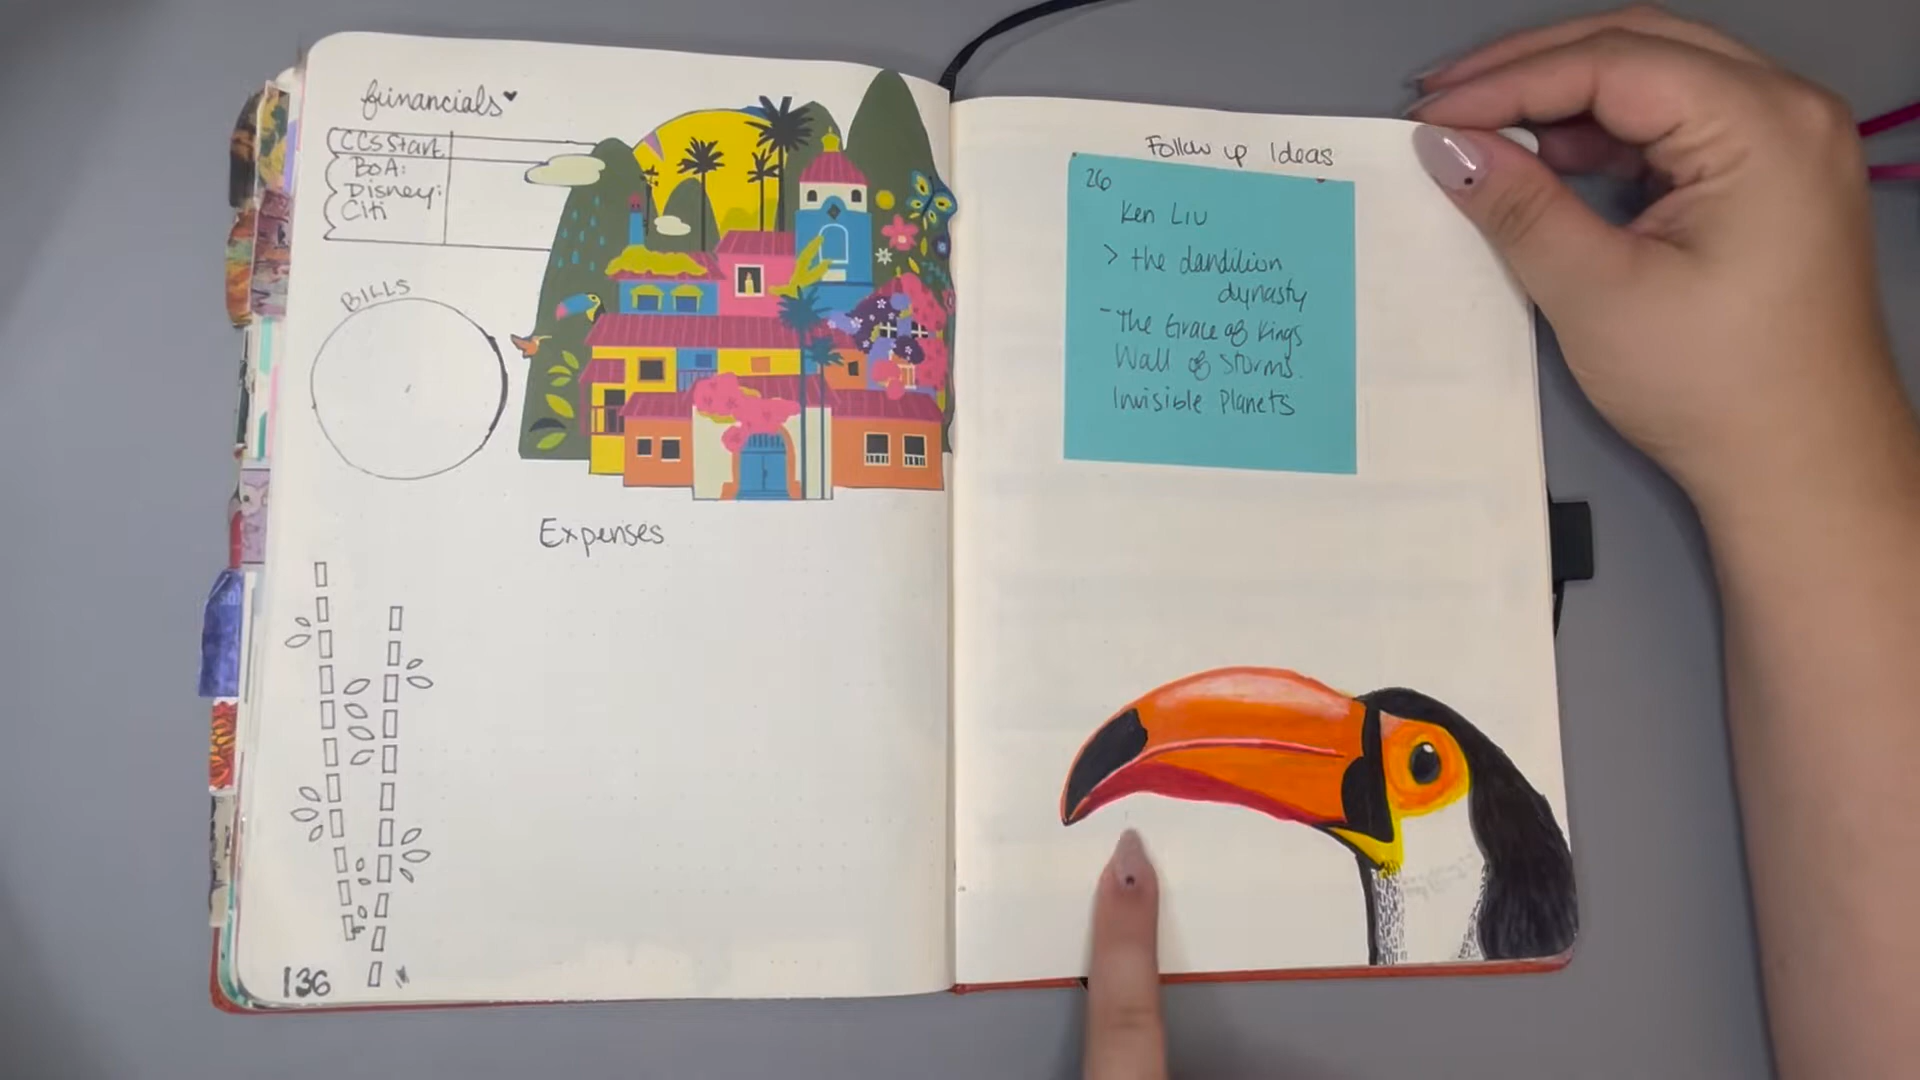 funancials
CCs Start
BoA:
Disney:
Citi
BILLS
Expenses
136
Follow up Ideas
26
Ken Liu
> the dandilion
dynasty
- The Grace of Kings
Wall of Storms.
Invisible Planets